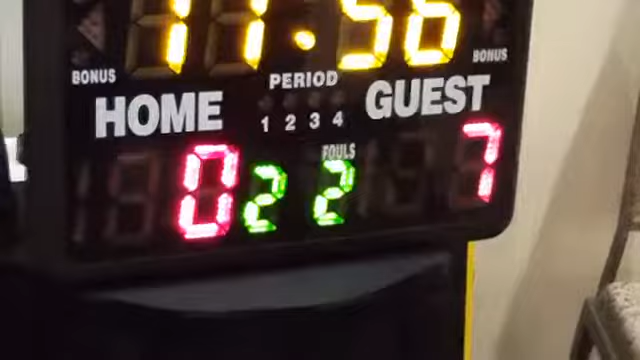 11.56
BONUS PERIOD BONUS
HOME 1 2 3 4 GUEST
FOULS
0 2 2 7